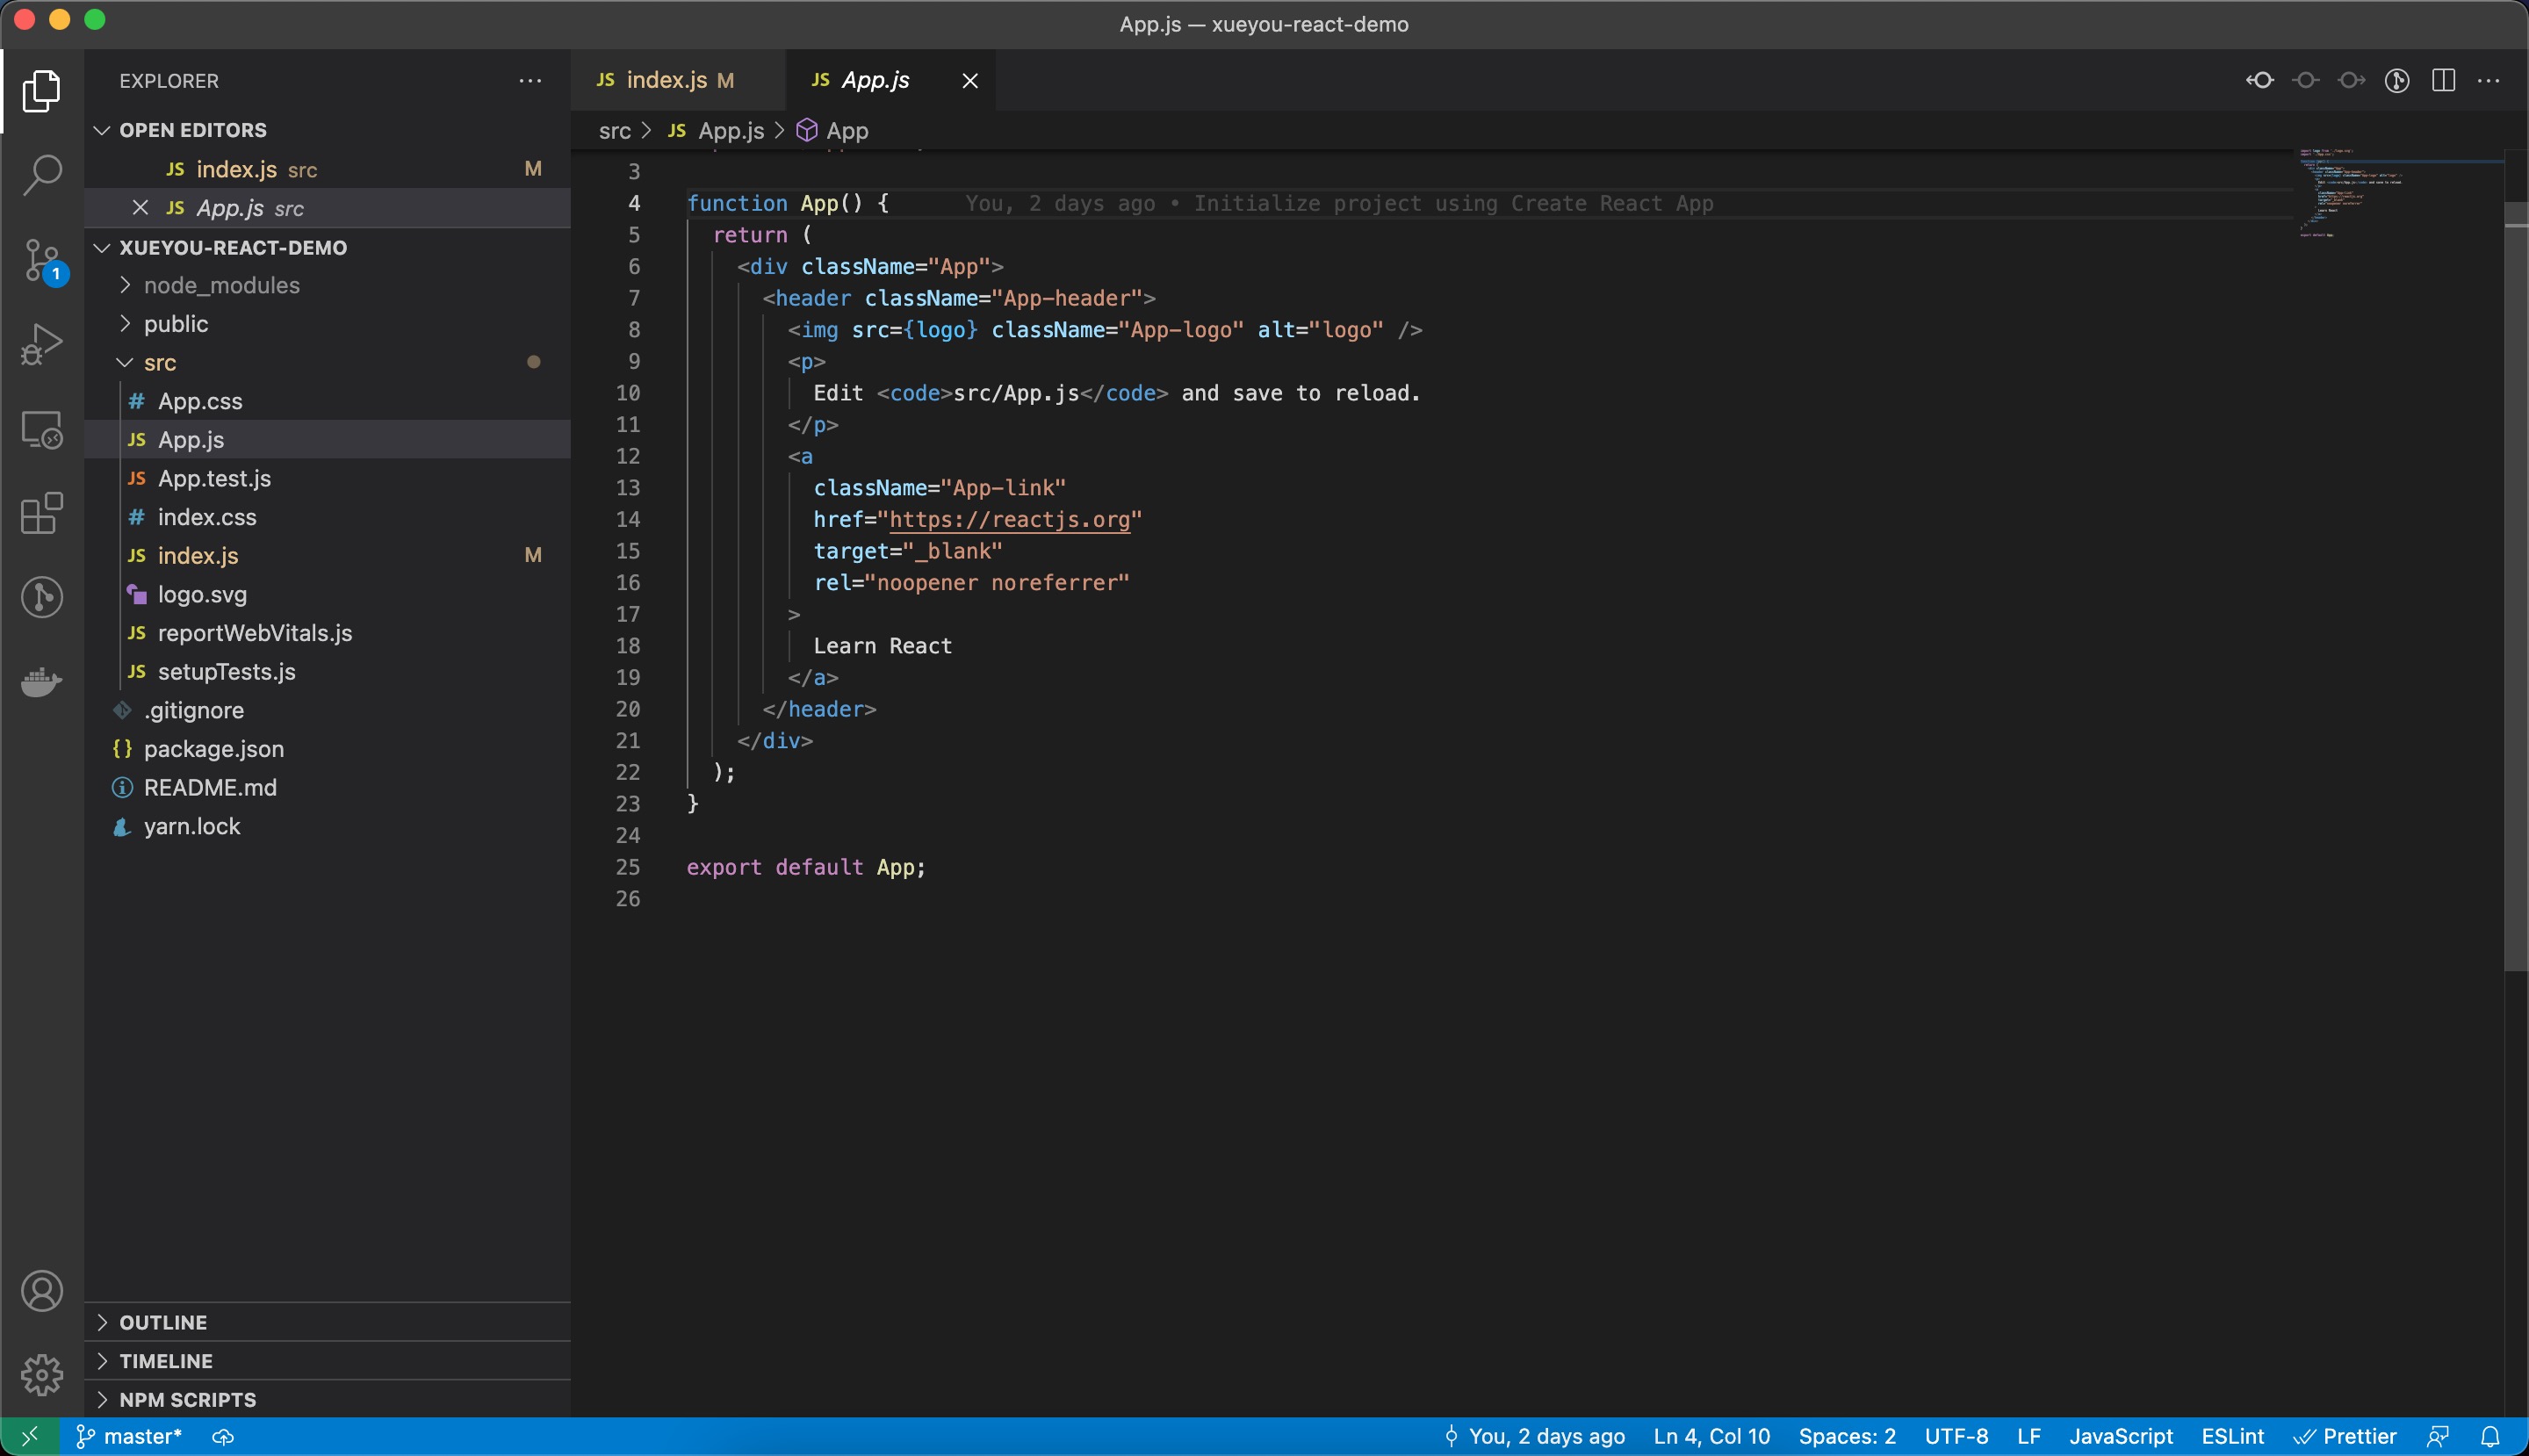 App.js — xueyou-react-demo
EXPLORER
OPEN EDITORS
JS index.js src M
JS App.js src
XUEYOU-REACT-DEMO
node_modules
public
src
# App.css
JS App.js
JS App.test.js
# index.css
JS index.js M
logo.svg
JS reportWebVitals.js
JS setupTests.js
.gitignore
{} package.json
README.md
yarn.lock
OUTLINE
TIMELINE
NPM SCRIPTS
1
JS index.js M
JS App.js
src > JS App.js > App
3
4 function App() { You, 2 days ago • Initialize project using Create React App
5 return (
6 <div className="App">
7 <header className="App-header">
8 <img src={logo} className="App-logo" alt="logo" />
9 <p>
10 Edit <code>src/App.js</code> and save to reload.
11 </p>
12 <a
13 className="App-link"
14 href="https://reactjs.org"
15 target="_blank"
16 rel="noopener noreferrer"
17 >
18 Learn React
19 </a>
20 </header>
21 </div>
22 );
23 }
24
25 export default App;
26
master* You, 2 days ago Ln 4, Col 10 Spaces: 2 UTF-8 LF JavaScript ESLint Prettier